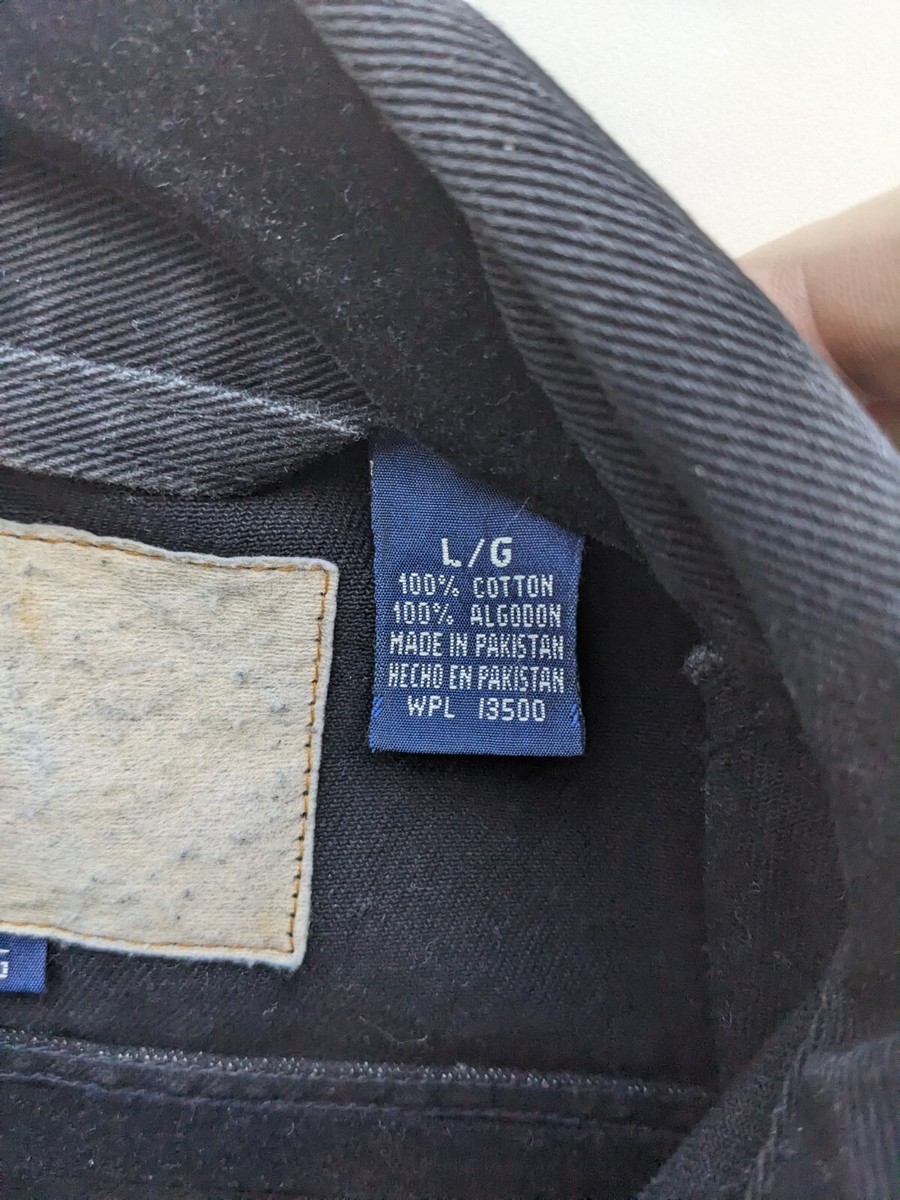 L/G
100% COTTON
100% ALGODON
MADE IN PAKISTAN
HECHO EN PAKISTAN
WPL 13500
G